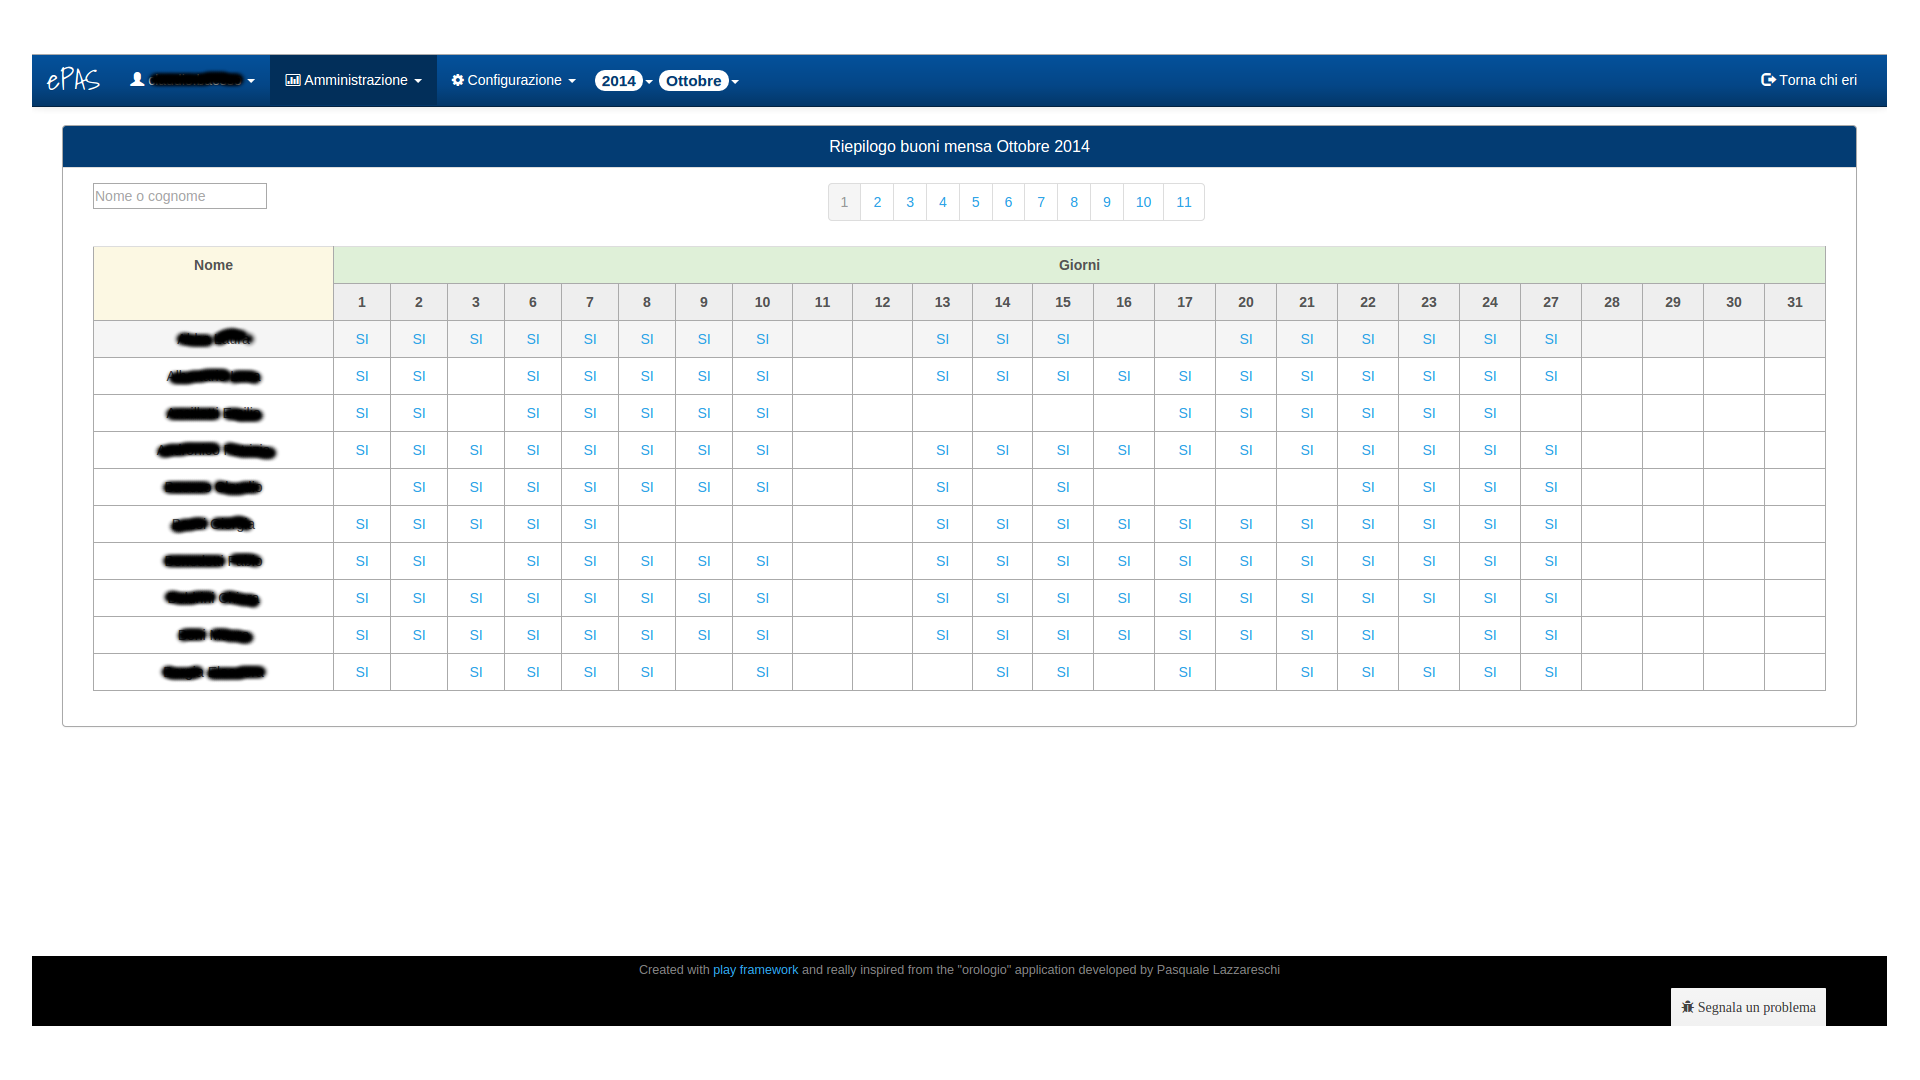 ePAS Amministrazione Configurazione 2014 Ottobre Torna chi eri
Riepilogo buoni mensa Ottobre 2014
Nome o cognome 1 2 3 4 5 6 7 8 9 10 11
Nome Giorni
1 2 3 6 7 8 9 10 11 12 13 14 15 16 17 20 21 22 23 24 27 28 29 30 31
SI SI SI SI SI SI SI SI SI SI SI SI SI SI SI SI SI
SI SI SI SI SI SI SI SI SI SI SI SI SI SI SI SI SI SI
SI SI SI SI SI SI SI SI SI SI SI SI SI
SI SI SI SI SI SI SI SI SI SI SI SI SI SI SI SI SI SI SI
SI SI SI SI SI SI SI SI SI SI SI SI SI
SI SI SI SI SI SI SI SI SI SI SI SI SI SI SI SI
SI SI SI SI SI SI SI SI SI SI SI SI SI SI SI SI SI SI
SI SI SI SI SI SI SI SI SI SI SI SI SI SI SI SI SI SI SI
SI SI SI SI SI SI SI SI SI SI SI SI SI SI SI SI SI SI
SI SI SI SI SI SI SI SI SI SI SI SI SI SI
Created with play framework and really inspired from the "orologio" application developed by Pasquale Lazzareschi
Segnala un problema